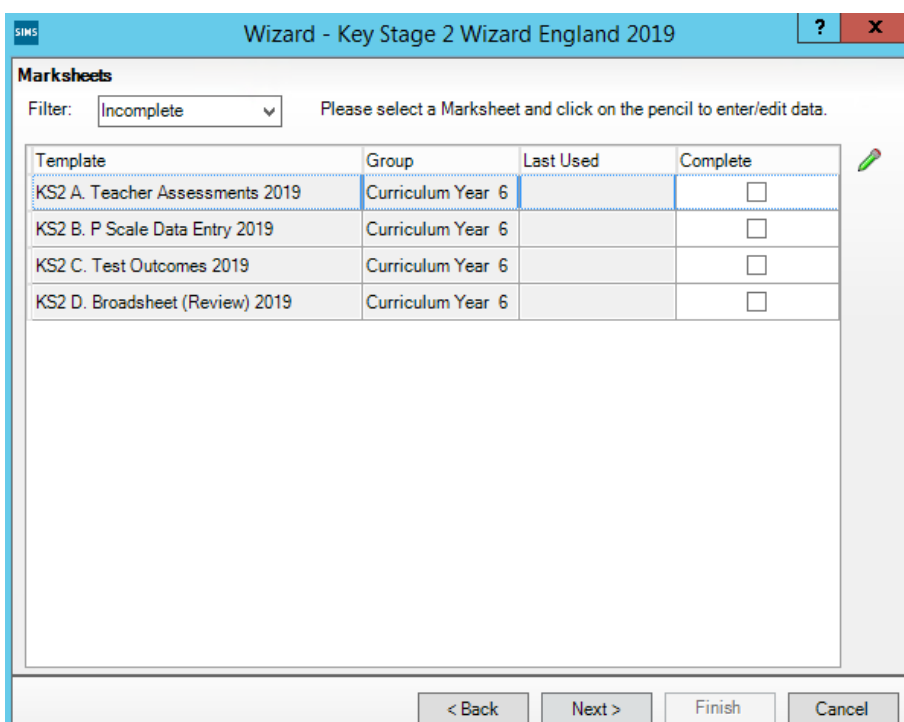 SIMS Wizard - Key Stage 2 Wizard England 2019 ? x
Marksheets
Filter: Incomplete Please select a Marksheet and click on the pencil to enter/edit data.
Template Group Last Used Complete
KS2 A. Teacher Assessments 2019 Curriculum Year 6
KS2 B. P Scale Data Entry 2019 Curriculum Year 6
KS2 C. Test Outcomes 2019 Curriculum Year 6
KS2 D. Broadsheet (Review) 2019 Curriculum Year 6
< Back Next > Finish Cancel